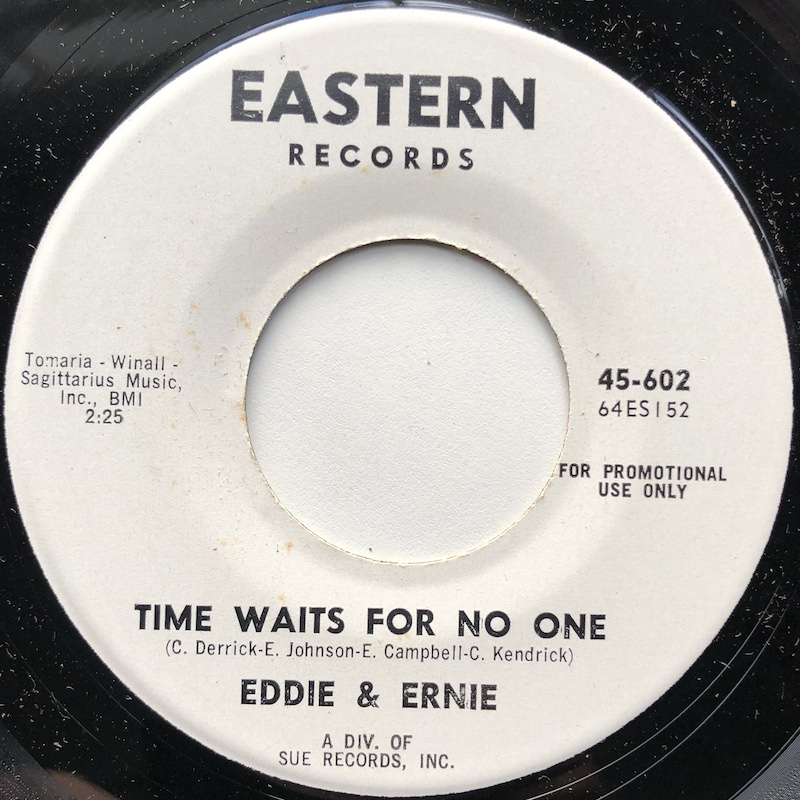 EASTERN
RECORDS
Tomaria - Winall -
Sagittarius Music,
Inc., BMI
2:25
45-602
64ES152
FOR PROMOTIONAL
USE ONLY
TIME WAITS FOR NO ONE
(C. Derrick-E. Johnson-E. Campbell-C. Kendrick)
EDDIE & ERNIE
A DIV. OF
SUE RECORDS, INC.